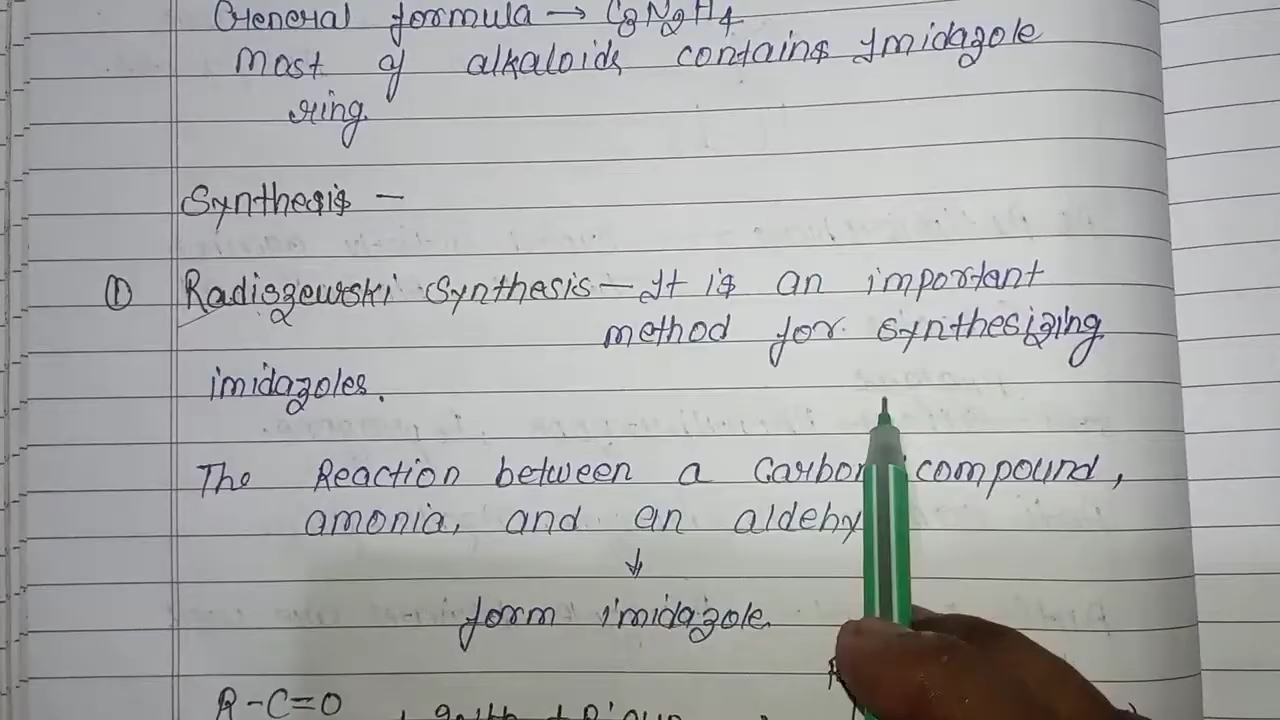 General formula → C3N2H4
Most of alkaloids contains Imidazole
ring.
Synthesis —
① Radiszewski Synthesis — It is an important
method for synthesizing
imidazoles.
The Reaction between a Carbon compound,
amonia, and an aldehy
↓
form imidazole.
R-C=O